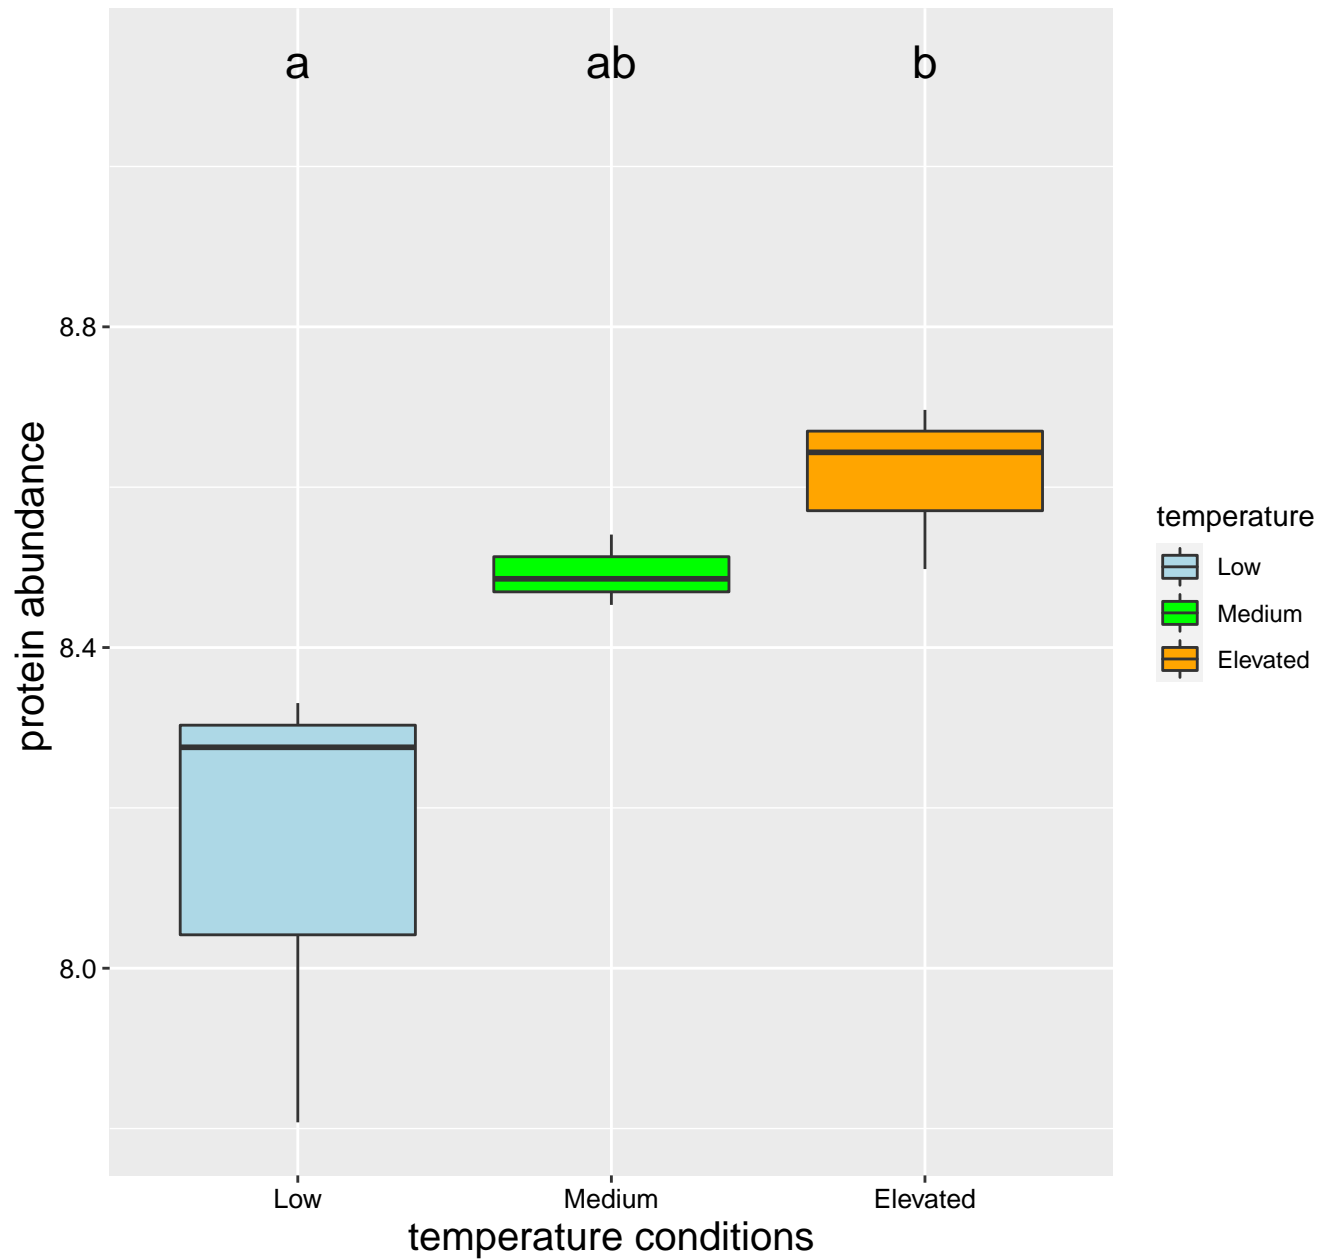 a ab b
protein abundance
8.8
8.4
8.0
Low Medium Elevated
temperature conditions
temperature
Low
Medium
Elevated